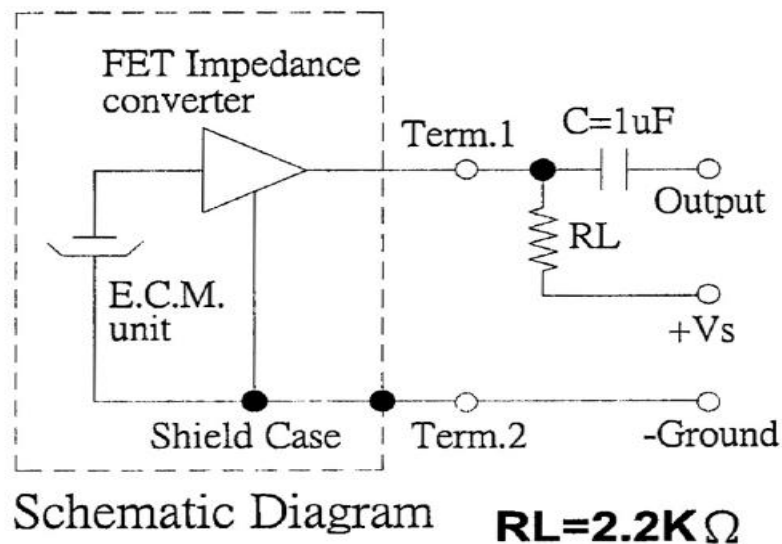 FET Impedance
converter
Term.1
C=1uF
Output
RL
E.C.M.
unit
+Vs
Shield Case
Term.2
-Ground
Schematic Diagram
RL=2.2KΩ